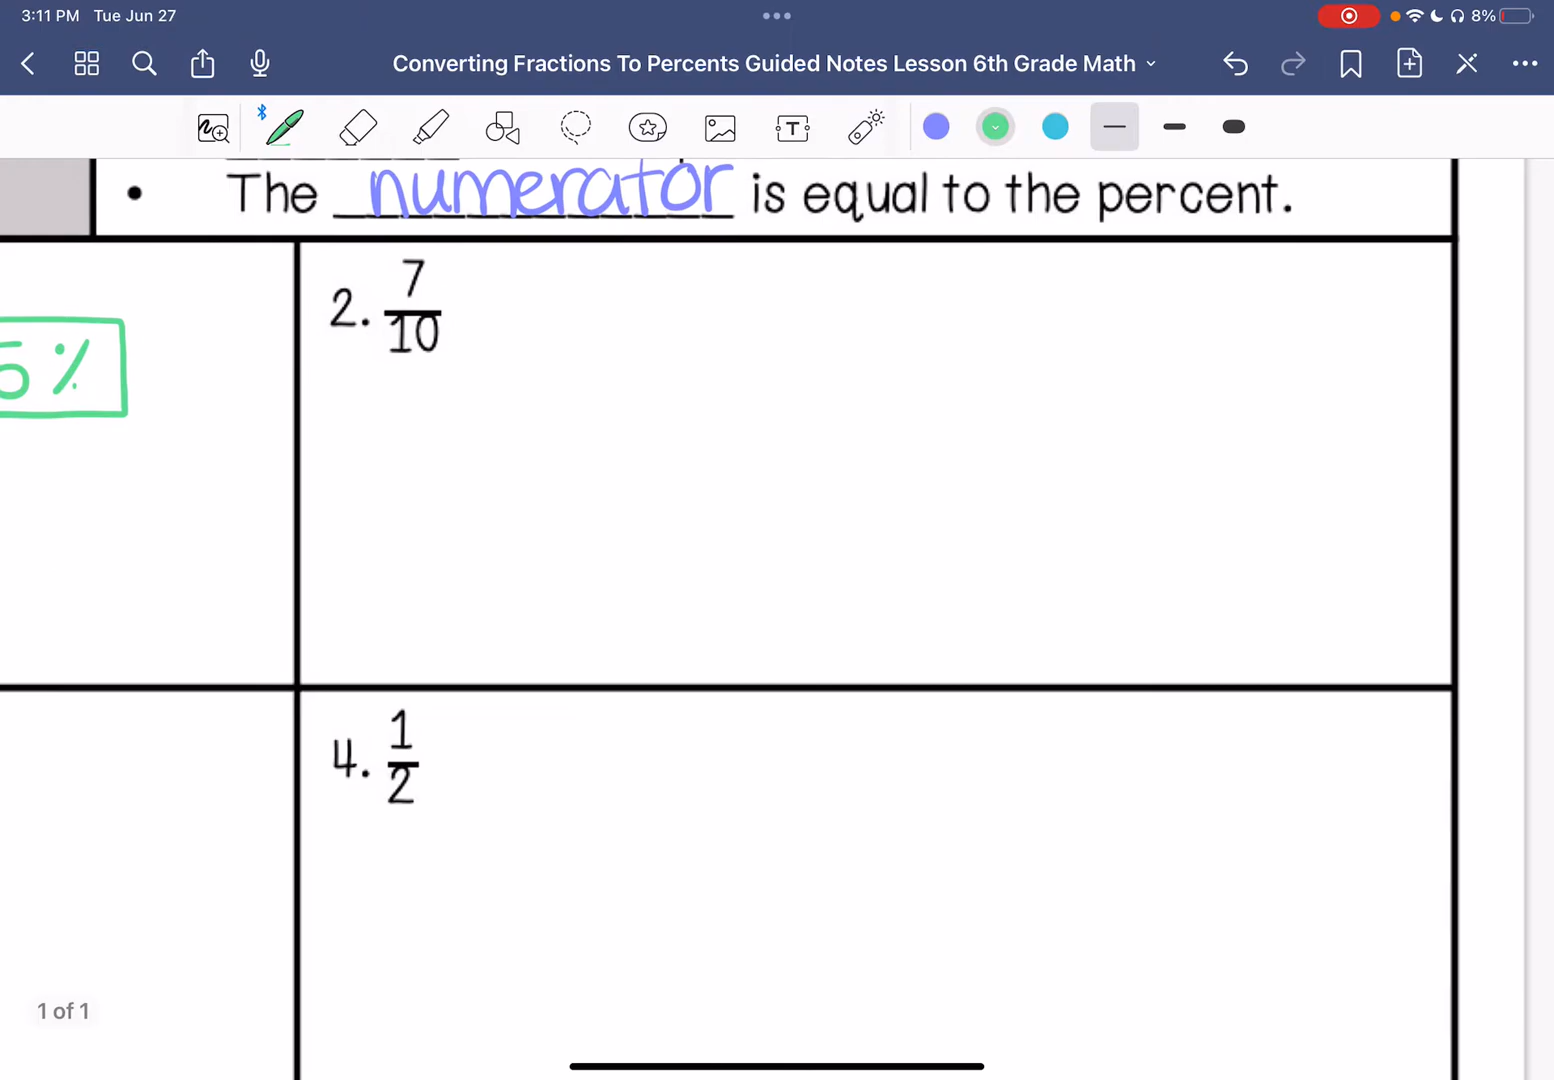 3:11 PM Tue Jun 27
8%
Converting Fractions To Percents Guided Notes Lesson 6th Grade Math
T
The numerator is equal to the percent.
2. 7/10
5 %
4. 1/2
1 of 1